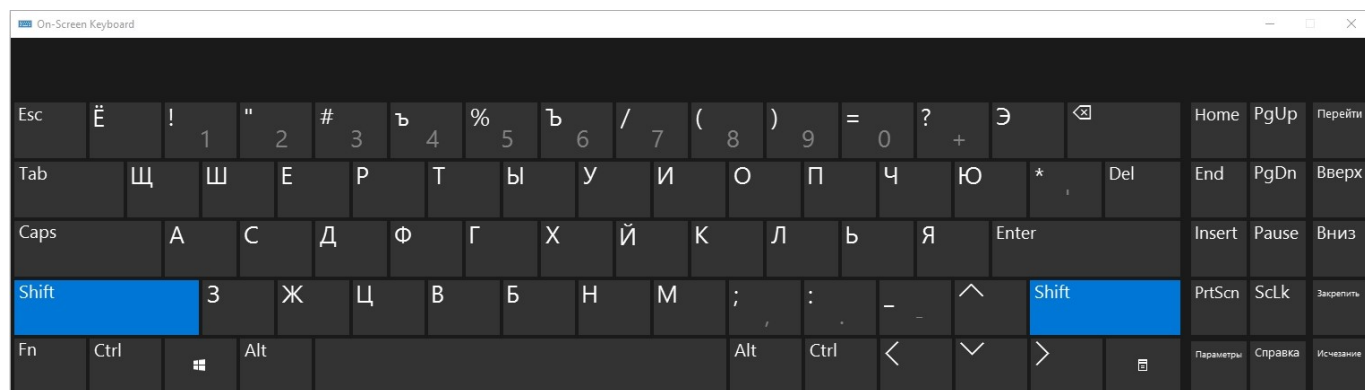 On-Screen Keyboard
Esc Ё ! 1 " 2 # 3 ъ 4 % 5 Ъ 6 / 7 ( 8 ) 9 = 0 ? + Э Home PgUp Перейти
Tab Щ Ш Е Р Т Ы У И О П Ч Ю * ' Del End PgDn Вверх
Caps А С Д Ф Г Х Й К Л Ь Я Enter Insert Pause Вниз
Shift З Ж Ц В Б Н М ; , : . _ - Shift PrtScn ScLk Закрепить
Fn Ctrl Alt Alt Ctrl Параметры Справка Исчезание